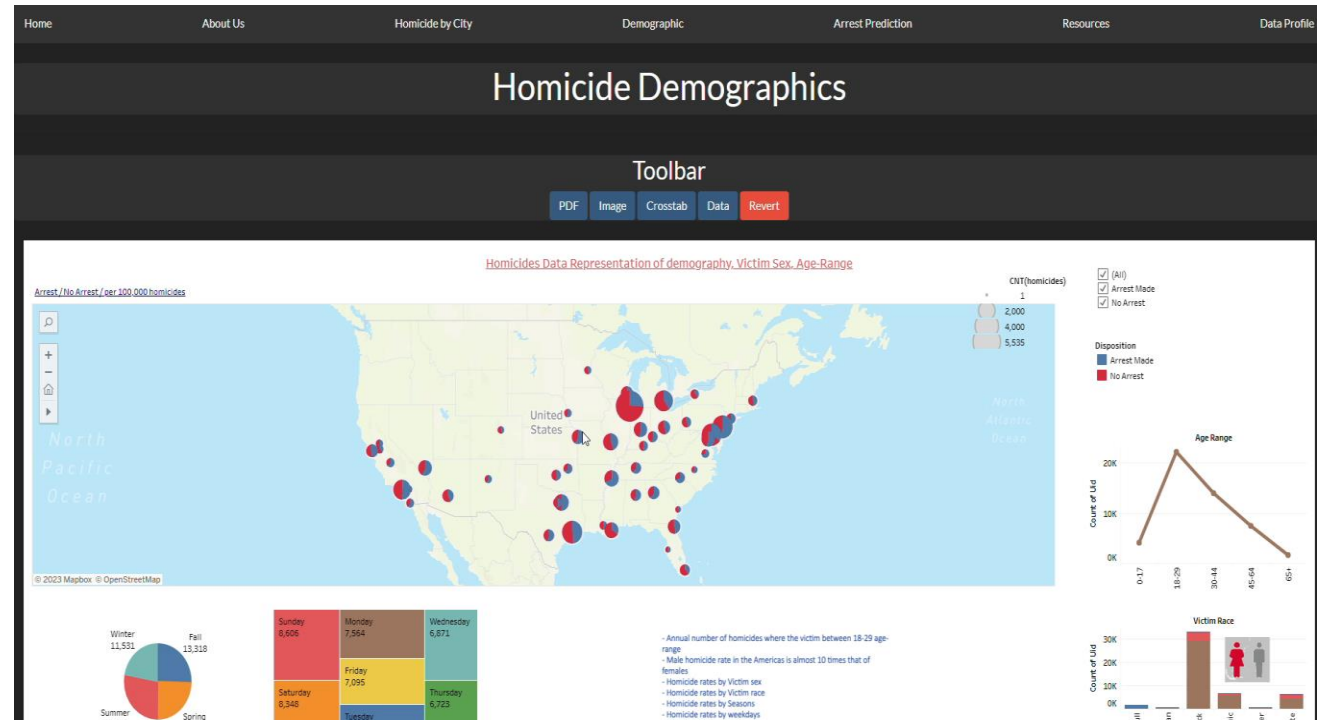 Home
About Us
Homicide by City
Demographic
Arrest Prediction
Resources
Data Profile
Homicide Demographics
Toolbar
PDF
Image
Crosstab
Data
Revert
Homicides Data Representation of demography, Victim Sex, Age-Range
Arrest / No Arrest / per 100,000 homicides
CNT(homicides)
1
2,000
4,000
5,535
(All)
Arrest Made
No Arrest
Disposition
Arrest Made
No Arrest
United
States
North
Pacific
Ocean
North
Atlantic
Ocean
© 2023 Mapbox © OpenStreetMap
Age Range
Count of Uid
20K
10K
0K
0-17
18-29
30-44
45-64
65+
Winter
11,531
Fall
13,318
Summer
Spring
Sunday
8,606
Monday
7,564
Wednesday
6,871
Friday
7,095
Saturday
8,348
Thursday
6,723
Tuesday
- Annual number of homicides where the victim between 18-29 age-
range
- Male homicide rate in the Americas is almost 10 times that of
females
- Homicide rates by Victim sex
- Homicide rates by Victim race
- Homicide rates by Seasons
- Homicide rates by weekdays
Victim Race
Count of Uid
30K
20K
10K
0K